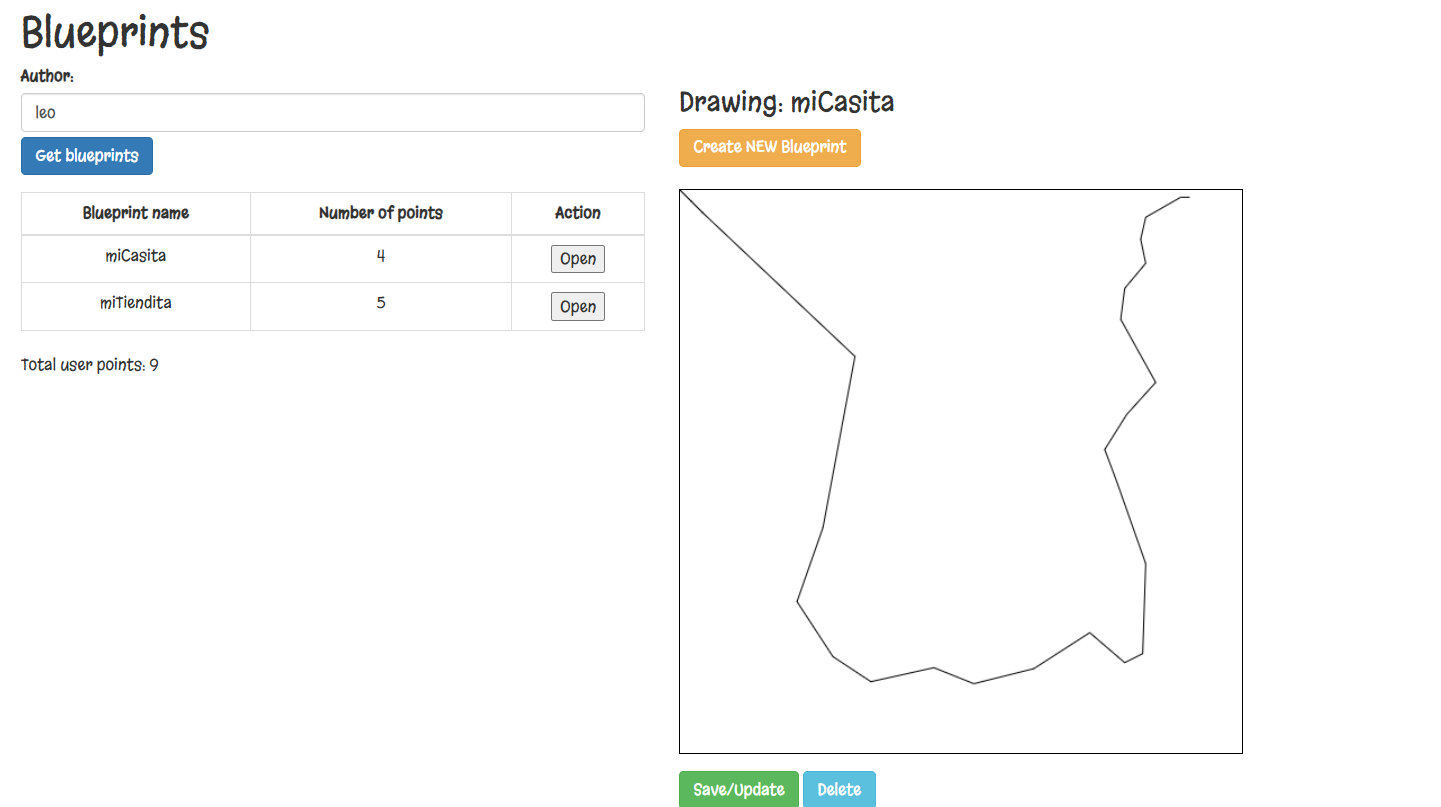 Blueprints
Author:
leo
Get blueprints
Blueprint name Number of points Action
miCasita 4 Open
miTiendita 5 Open
Total user points: 9
Drawing: miCasita
Create NEW Blueprint
Save/Update Delete